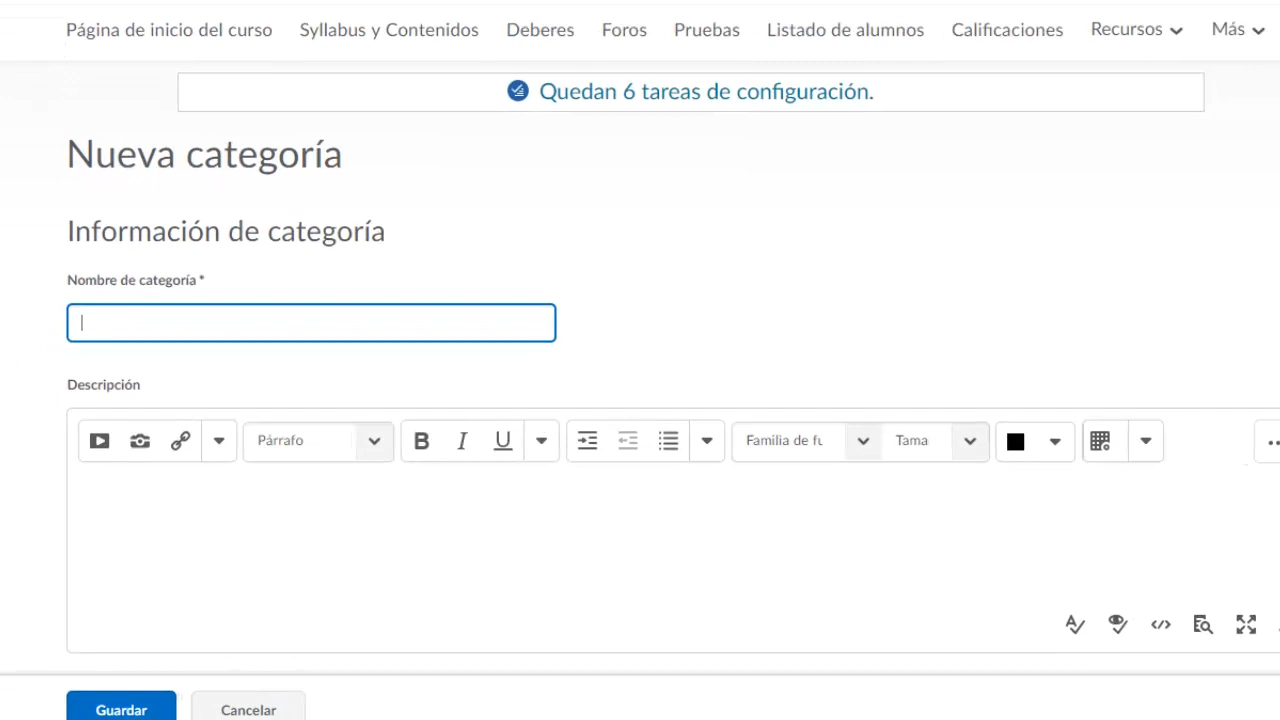 Página de inicio del curso Syllabus y Contenidos Deberes Foros Pruebas Listado de alumnos Calificaciones Recursos Más
Quedan 6 tareas de configuración.
Nueva categoría
Información de categoría
Nombre de categoría *
Descripción
Párrafo B I U Familia de fu Tama
Guardar Cancelar